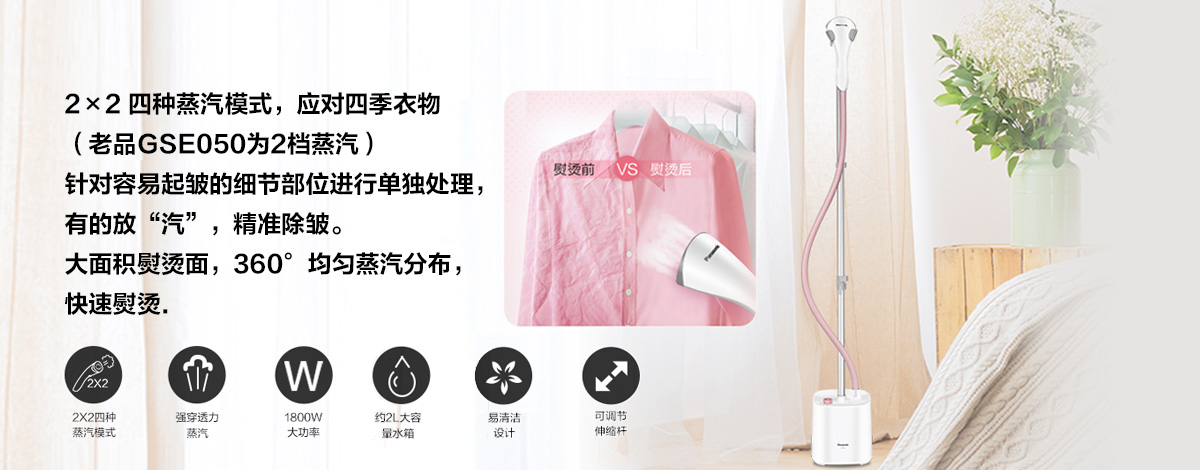 2×2 四种蒸汽模式，应对四季衣物
（老品GSE050为2档蒸汽）
针对容易起皱的细节部位进行单独处理，
有的放“汽”，精准除皱。
大面积熨烫面，360°均匀蒸汽分布，
快速熨烫.
熨烫前 VS 熨烫后
Panasonic
2X2
W
2X2四种
蒸汽模式
强穿透力
蒸汽
1800W
大功率
约2L大容
量水箱
易清洁
设计
可调节
伸缩杆
Panasonic